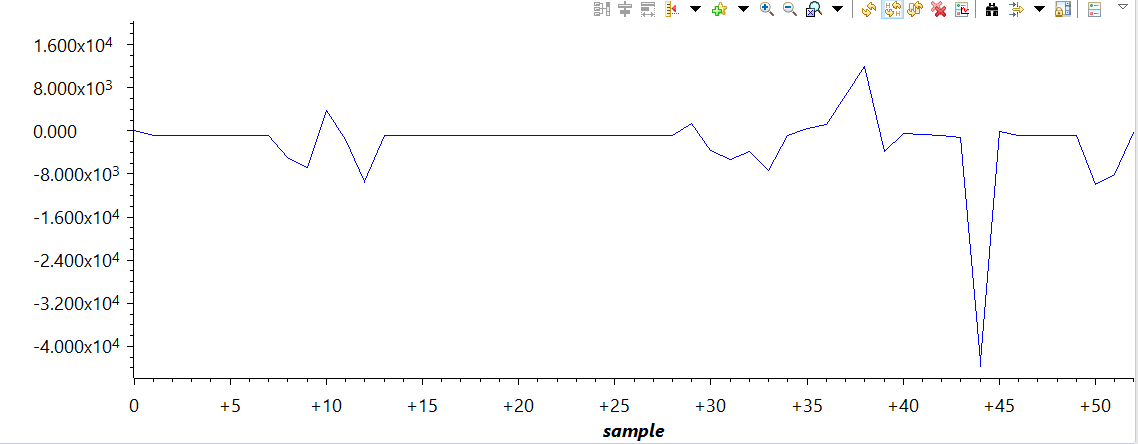 1.600x10⁴
8.000x10³
0.000
-8.000x10³
-1.600x10⁴
-2.400x10⁴
-3.200x10⁴
-4.000x10⁴
0 +5 +10 +15 +20 +25 +30 +35 +40 +45 +50
sample